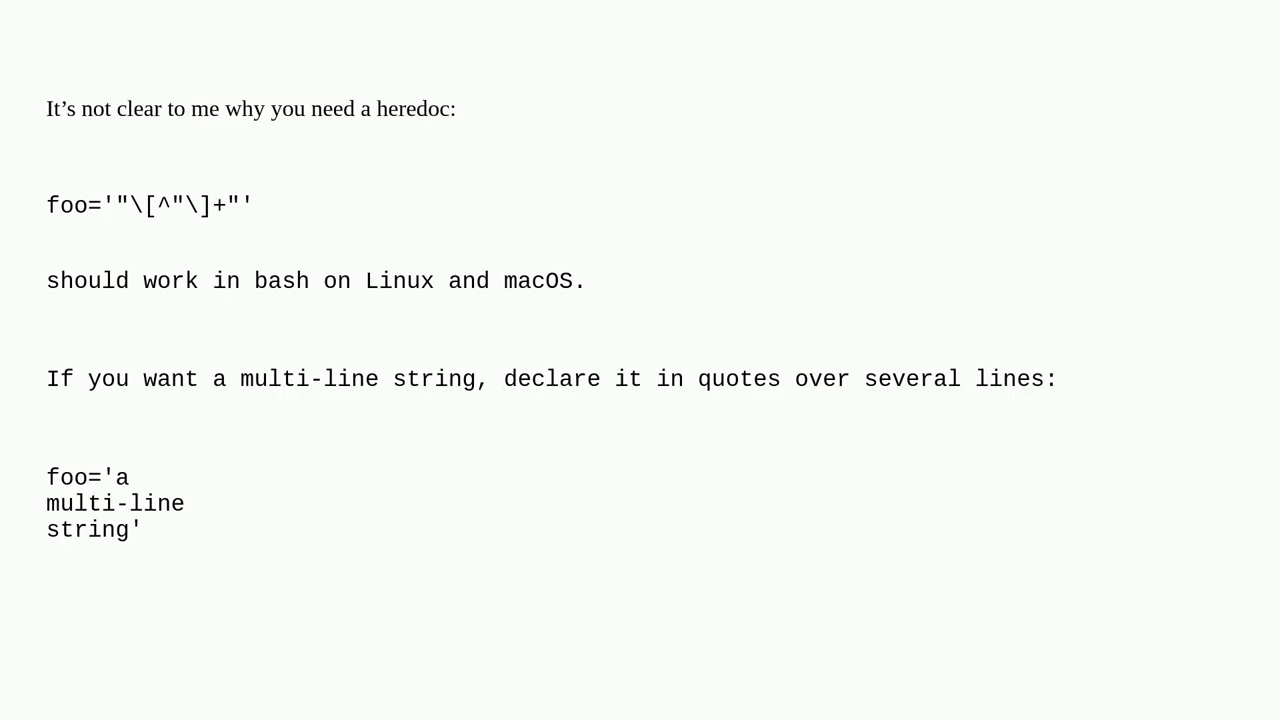 It’s not clear to me why you need a heredoc:
foo='"\[^"\]+"'
should work in bash on Linux and macOS.
If you want a multi-line string, declare it in quotes over several lines:
foo='a
multi-line
string'